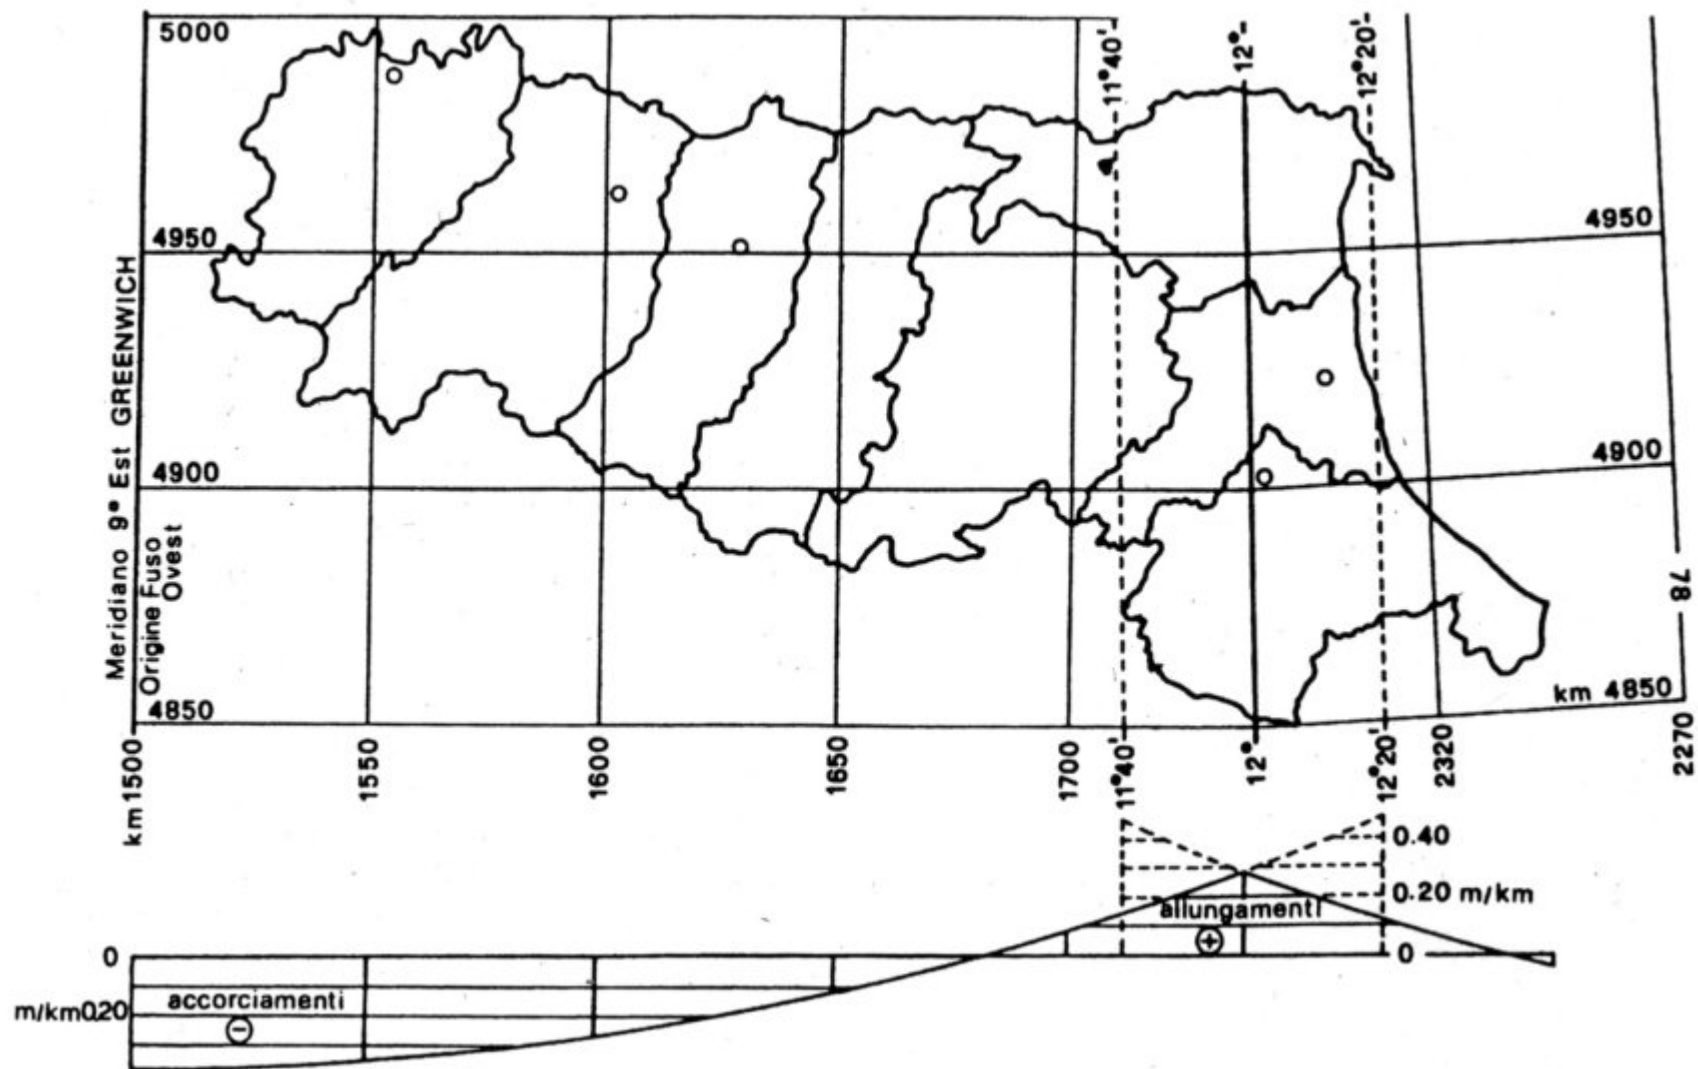 5000
11°40'
12°-
12°20'-
4950
4950
4900
4900
4850
km 4850
Meridiano 9° Est GREENWICH
Origine Fuso
Ovest
- 78 -
km 1500
1550
1600
1650
1700
11°40'
12°
12°20'
2320
2270
0.40
0.20 m/km
allungamenti
+
0
0
accorciamenti
m/km 0.20
-